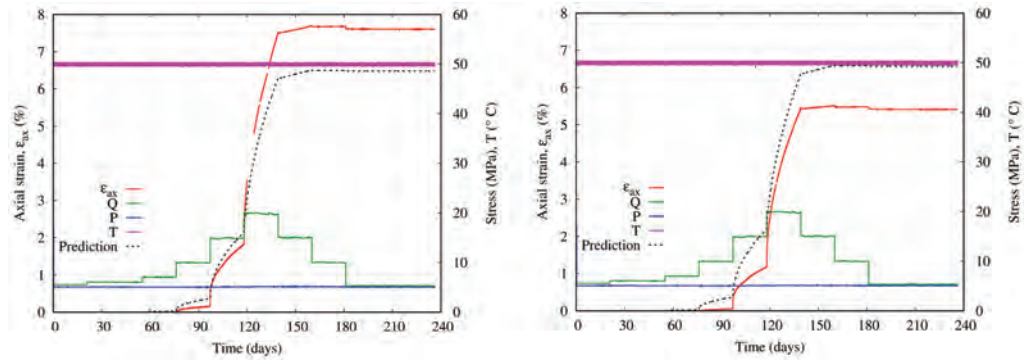 8
7
6
5
4
3
2
1
0
Axial strain, εax (%)
60
50
40
30
20
10
0
Stress (MPa), T (° C)
εax
Q
P
T
Prediction
0 30 60 90 120 150 180 210 240
Time (days)
8
7
6
5
4
3
2
1
0
Axial strain, εax (%)
60
50
40
30
20
10
0
Stress (MPa), T (° C)
εax
Q
P
T
Prediction
0 30 60 90 120 150 180 210 240
Time (days)